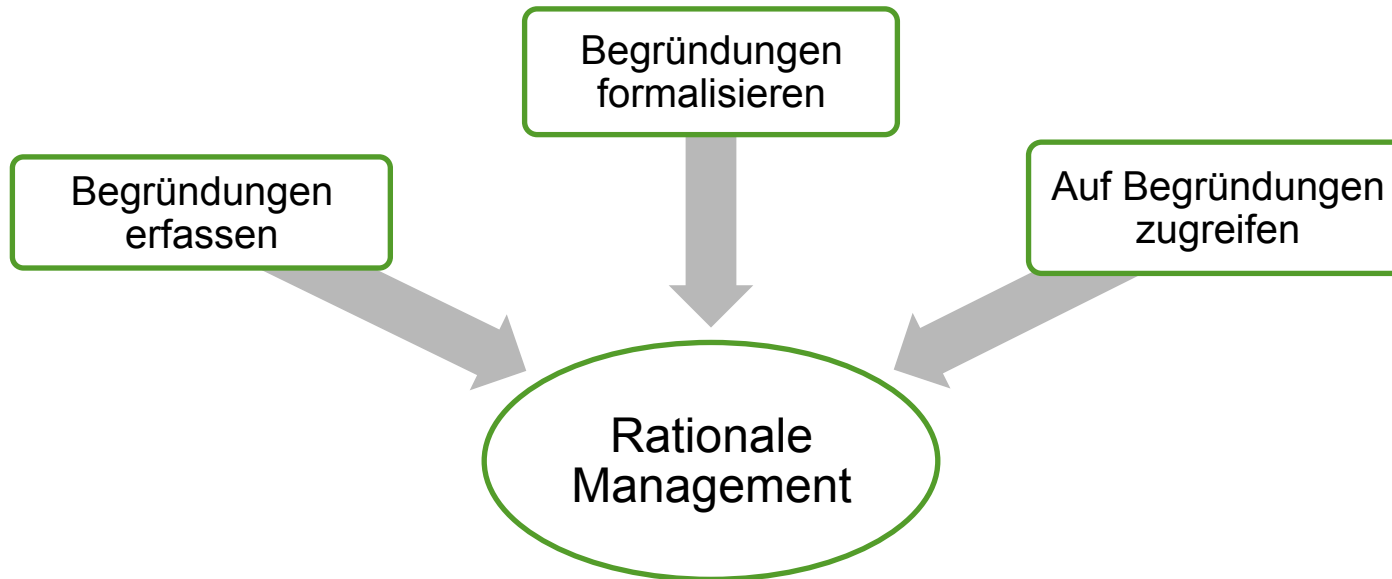 Begründungen
formalisieren
Begründungen
erfassen
Auf Begründungen
zugreifen
Rationale
Management